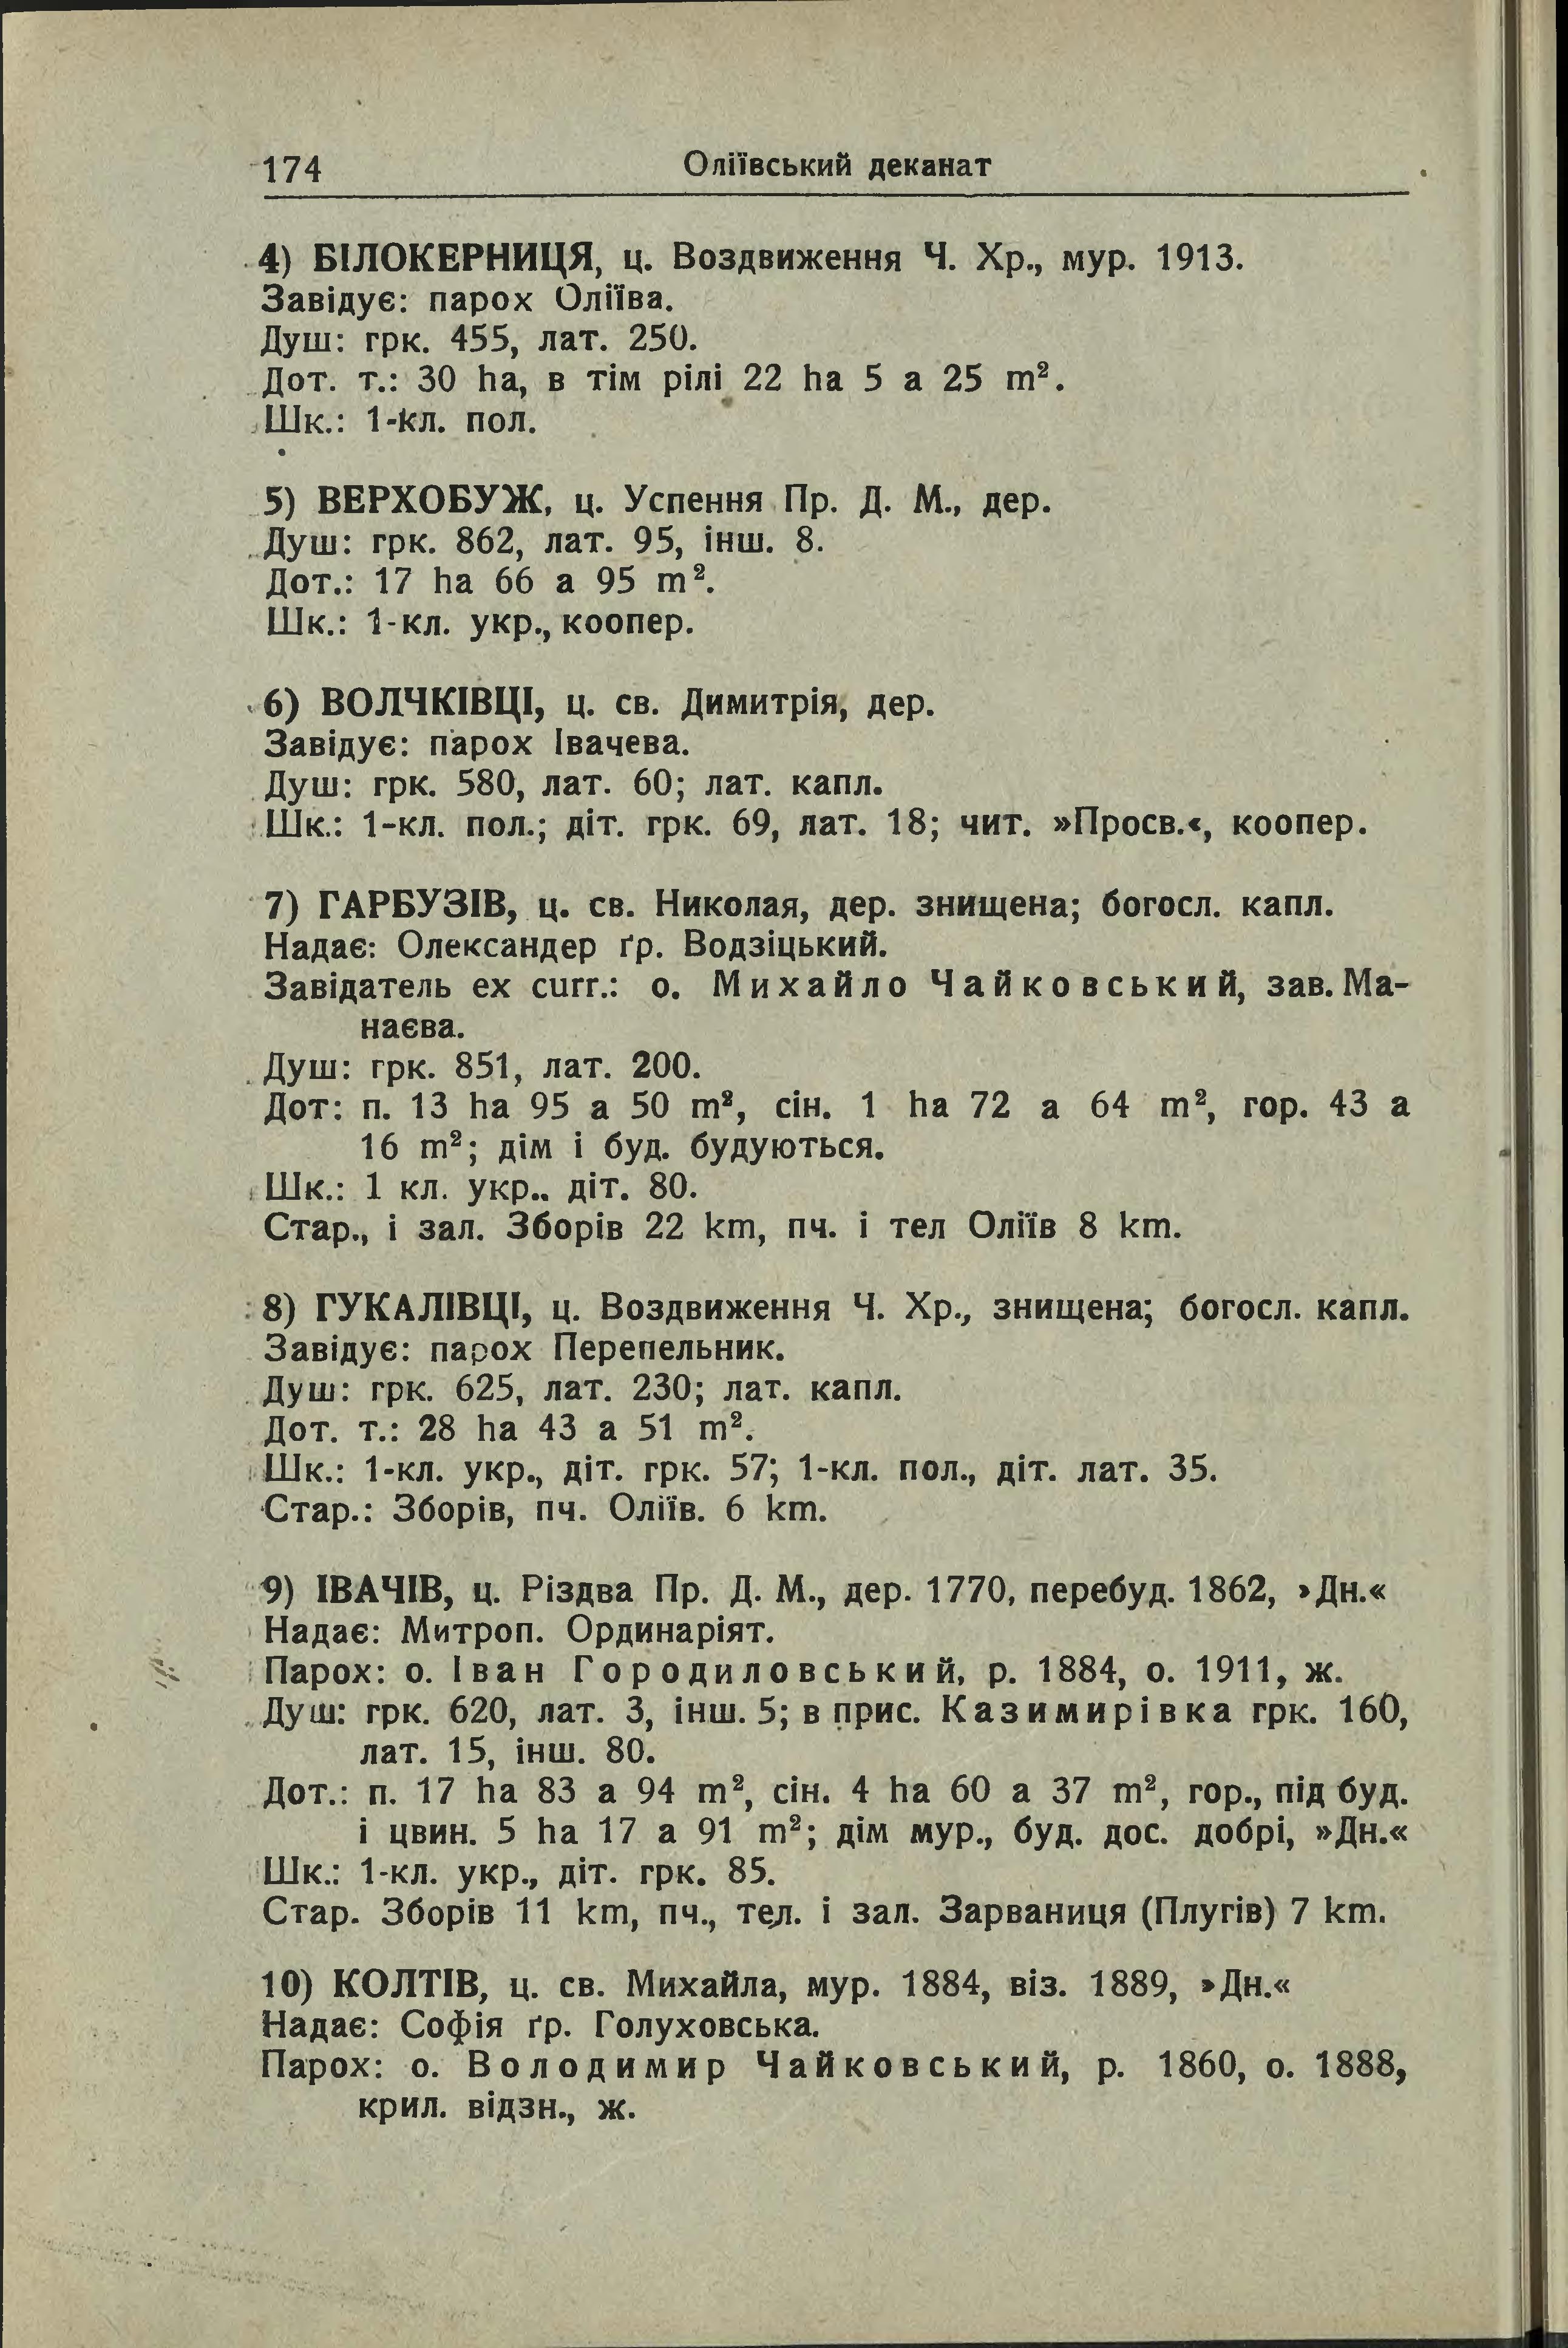 174 Оліївський деканат
4) БІЛОКЕРНИЦЯ, ц. Воздвиження Ч. Хр., мур. 1913.
Завідує: парох Оліїва.
Душ: грк. 455, лат. 250.
Дот. т.: 30 ha, в тім рілі 22 ha 5 a 25 m².
Шк.: 1-кл. пол.
5) ВЕРХОБУЖ, ц. Успення Пр. Д. М., дер.
Душ: грк. 862, лат. 95, інш. 8.
Дот.: 17 ha 66 a 95 m².
Шк.: 1-кл. укр., коопер.
6) ВОЛЧКІВЦІ, ц. св. Димитрія, дер.
Завідує: парох Івачева.
Душ: грк. 580, лат. 60; лат. капл.
Шк.: 1-кл. пол.; діт. грк. 69, лат. 18; чит. »Просв.«, коопер.
7) ГАРБУЗІВ, ц. св. Николая, дер. знищена; богосл. капл.
Надає: Олександер ґр. Водзіцький.
Завідатель ex curr.: о. Михайло Чайковський, зав. Ма-
наєва.
Душ: грк. 851, лат. 200.
Дот: п. 13 ha 95 a 50 m², сін. 1 ha 72 a 64 m², гор. 43 a
16 m²; дім і буд. будуються.
Шк.: 1 кл. укр.. діт. 80.
Стар., і зал. Зборів 22 km, пч. і тел Оліїв 8 km.
8) ГУКАЛІВЦІ, ц. Воздвиження Ч. Хр., знищена; богосл. капл.
Завідує: парох Перепельник.
Душ: грк. 625, лат. 230; лат. капл.
Дот. т.: 28 ha 43 a 51 m².
Шк.: 1-кл. укр., діт. грк. 57; 1-кл. пол., діт. лат. 35.
Стар.: Зборів, пч. Оліїв. 6 km.
9) ІВАЧІВ, ц. Різдва Пр. Д. М., дер. 1770, перебуд. 1862, »Дн.«
Надає: Митроп. Ординаріят.
Парох: о. Іван Городиловський, р. 1884, о. 1911, ж.
Душ: грк. 620, лат. 3, інш. 5; в прис. Казимирівка грк. 160,
лат. 15, інш. 80.
Дот.: п. 17 ha 83 a 94 m², сін. 4 ha 60 a 37 m², гор., під буд.
і цвин. 5 ha 17 a 91 m²; дім мур., буд. дос. добрі, »Дн.«
Шк.: 1-кл. укр., діт. грк. 85.
Стар. Зборів 11 km, пч., тел. і зал. Зарваниця (Плугів) 7 km.
10) КОЛТІВ, ц. св. Михайла, мур. 1884, віз. 1889, »Дн.«
Надає: Софія ґр. Голуховська.
Парох: о. Володимир Чайковський, р. 1860, о. 1888,
крил. відзн., ж.